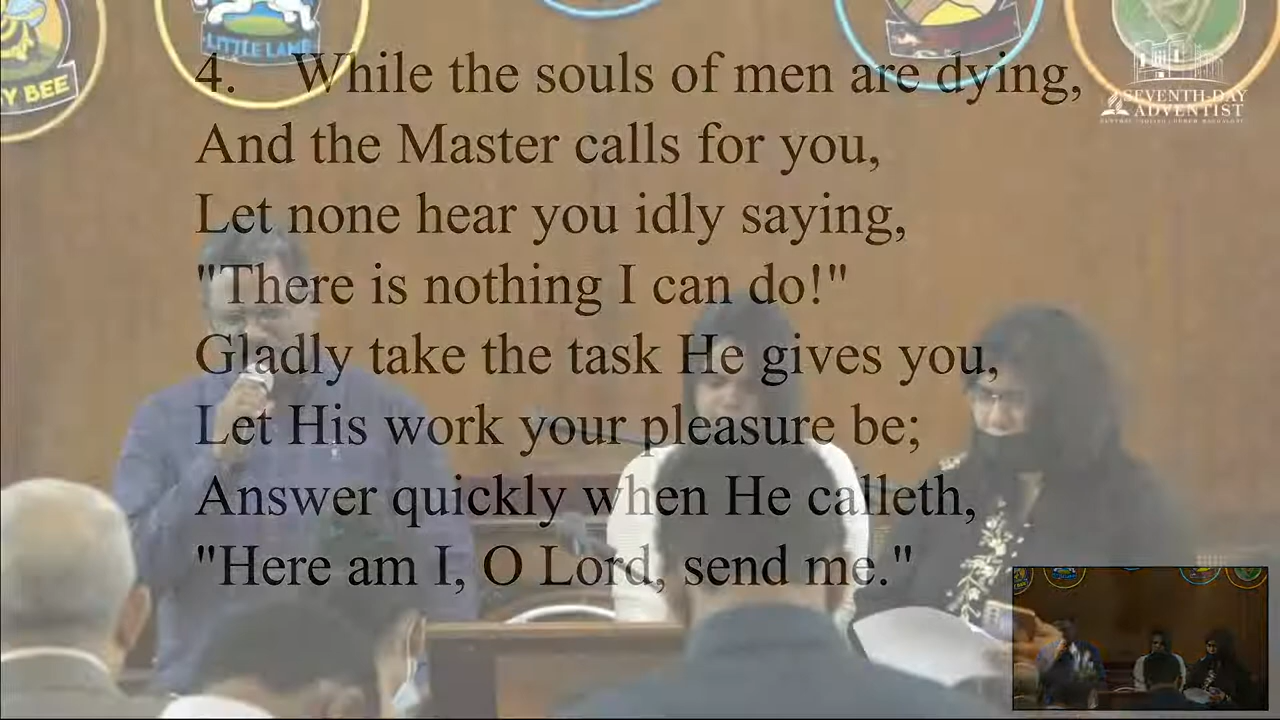 Y BEE
LITTLE LAMB
SEVENTH-DAY
ADVENTIST
4. While the souls of men are dying,
And the Master calls for you,
Let none hear you idly saying,
"There is nothing I can do!"
Gladly take the task He gives you,
Let His work your pleasure be;
Answer quickly when He calleth,
"Here am I, O Lord, send me."